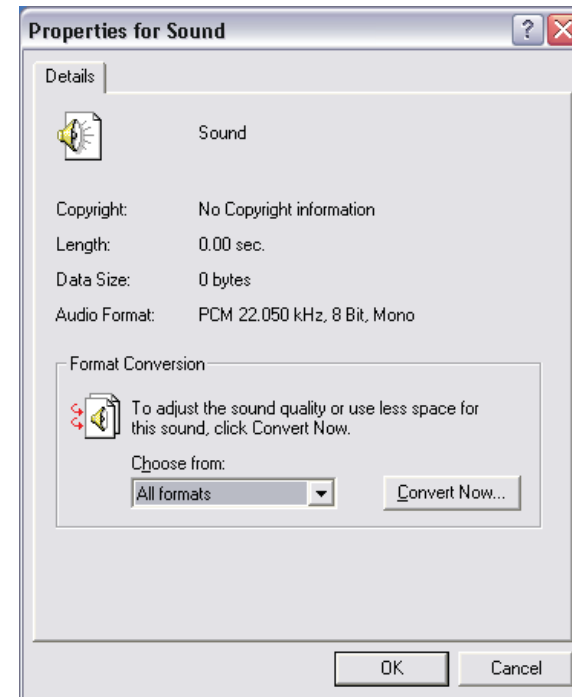 Properties for Sound
Details
Sound
Copyright: No Copyright information
Length: 0.00 sec.
Data Size: 0 bytes
Audio Format: PCM 22.050 kHz, 8 Bit, Mono
Format Conversion
To adjust the sound quality or use less space for
this sound, click Convert Now.
Choose from:
All formats
Convert Now...
OK Cancel